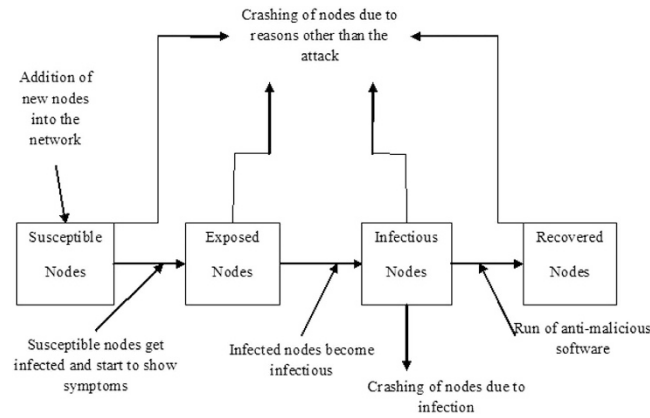 Crashing of nodes due to
reasons other than the
attack
Addition of
new nodes
into the
network
Susceptible
Nodes
Exposed
Nodes
Infectious
Nodes
Recovered
Nodes
Susceptible nodes get
infected and start to show
symptoms
Infected nodes become
infectious
Run of anti-malicious
software
Crashing of nodes due to
infection